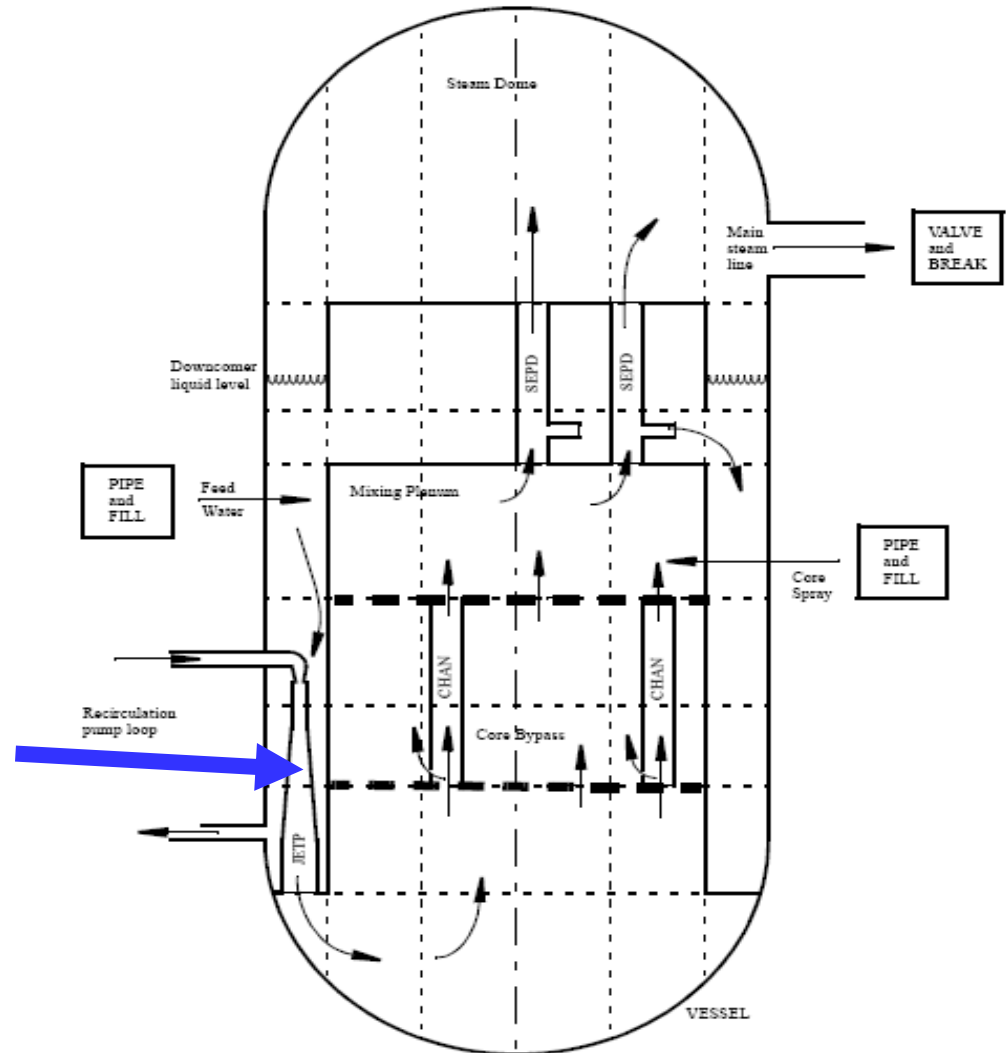 Steam Dome
Main
steam
line
VALVE
and
BREAK
SEPD
SEPD
Downcomer
liquid level
PIPE
and
FILL
Feed
Water
Mixing Plenum
PIPE
and
FILL
Core
Spray
CHAN
CHAN
Recirculation
pump loop
Core Bypass
JETP
VESSEL